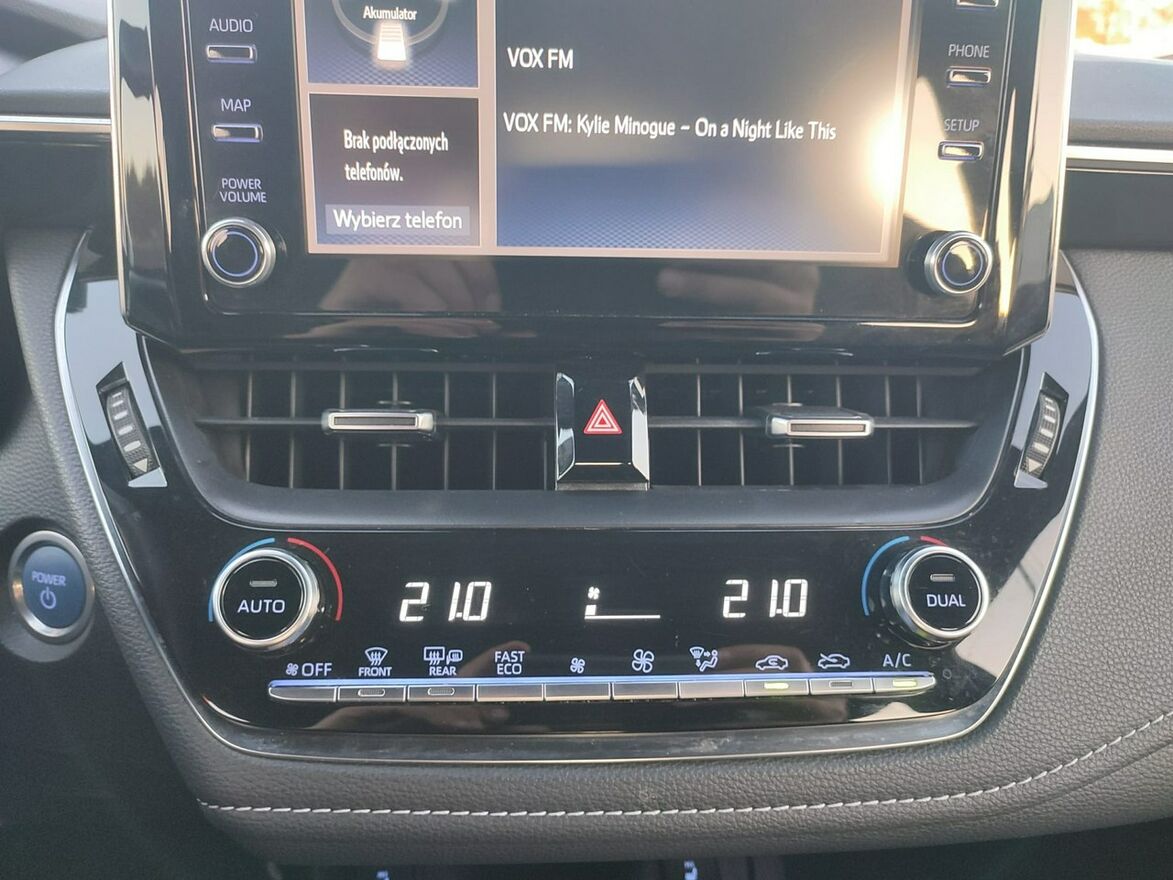 AUDIO
Akumulator
VOX FM
PHONE
MAP
VOX FM: Kylie Minogue – On a Night Like This
SETUP
Brak podłączonych
telefonów.
POWER
VOLUME
Wybierz telefon
POWER
AUTO
21.0
21.0
DUAL
OFF
FRONT
REAR
FAST
ECO
A/C